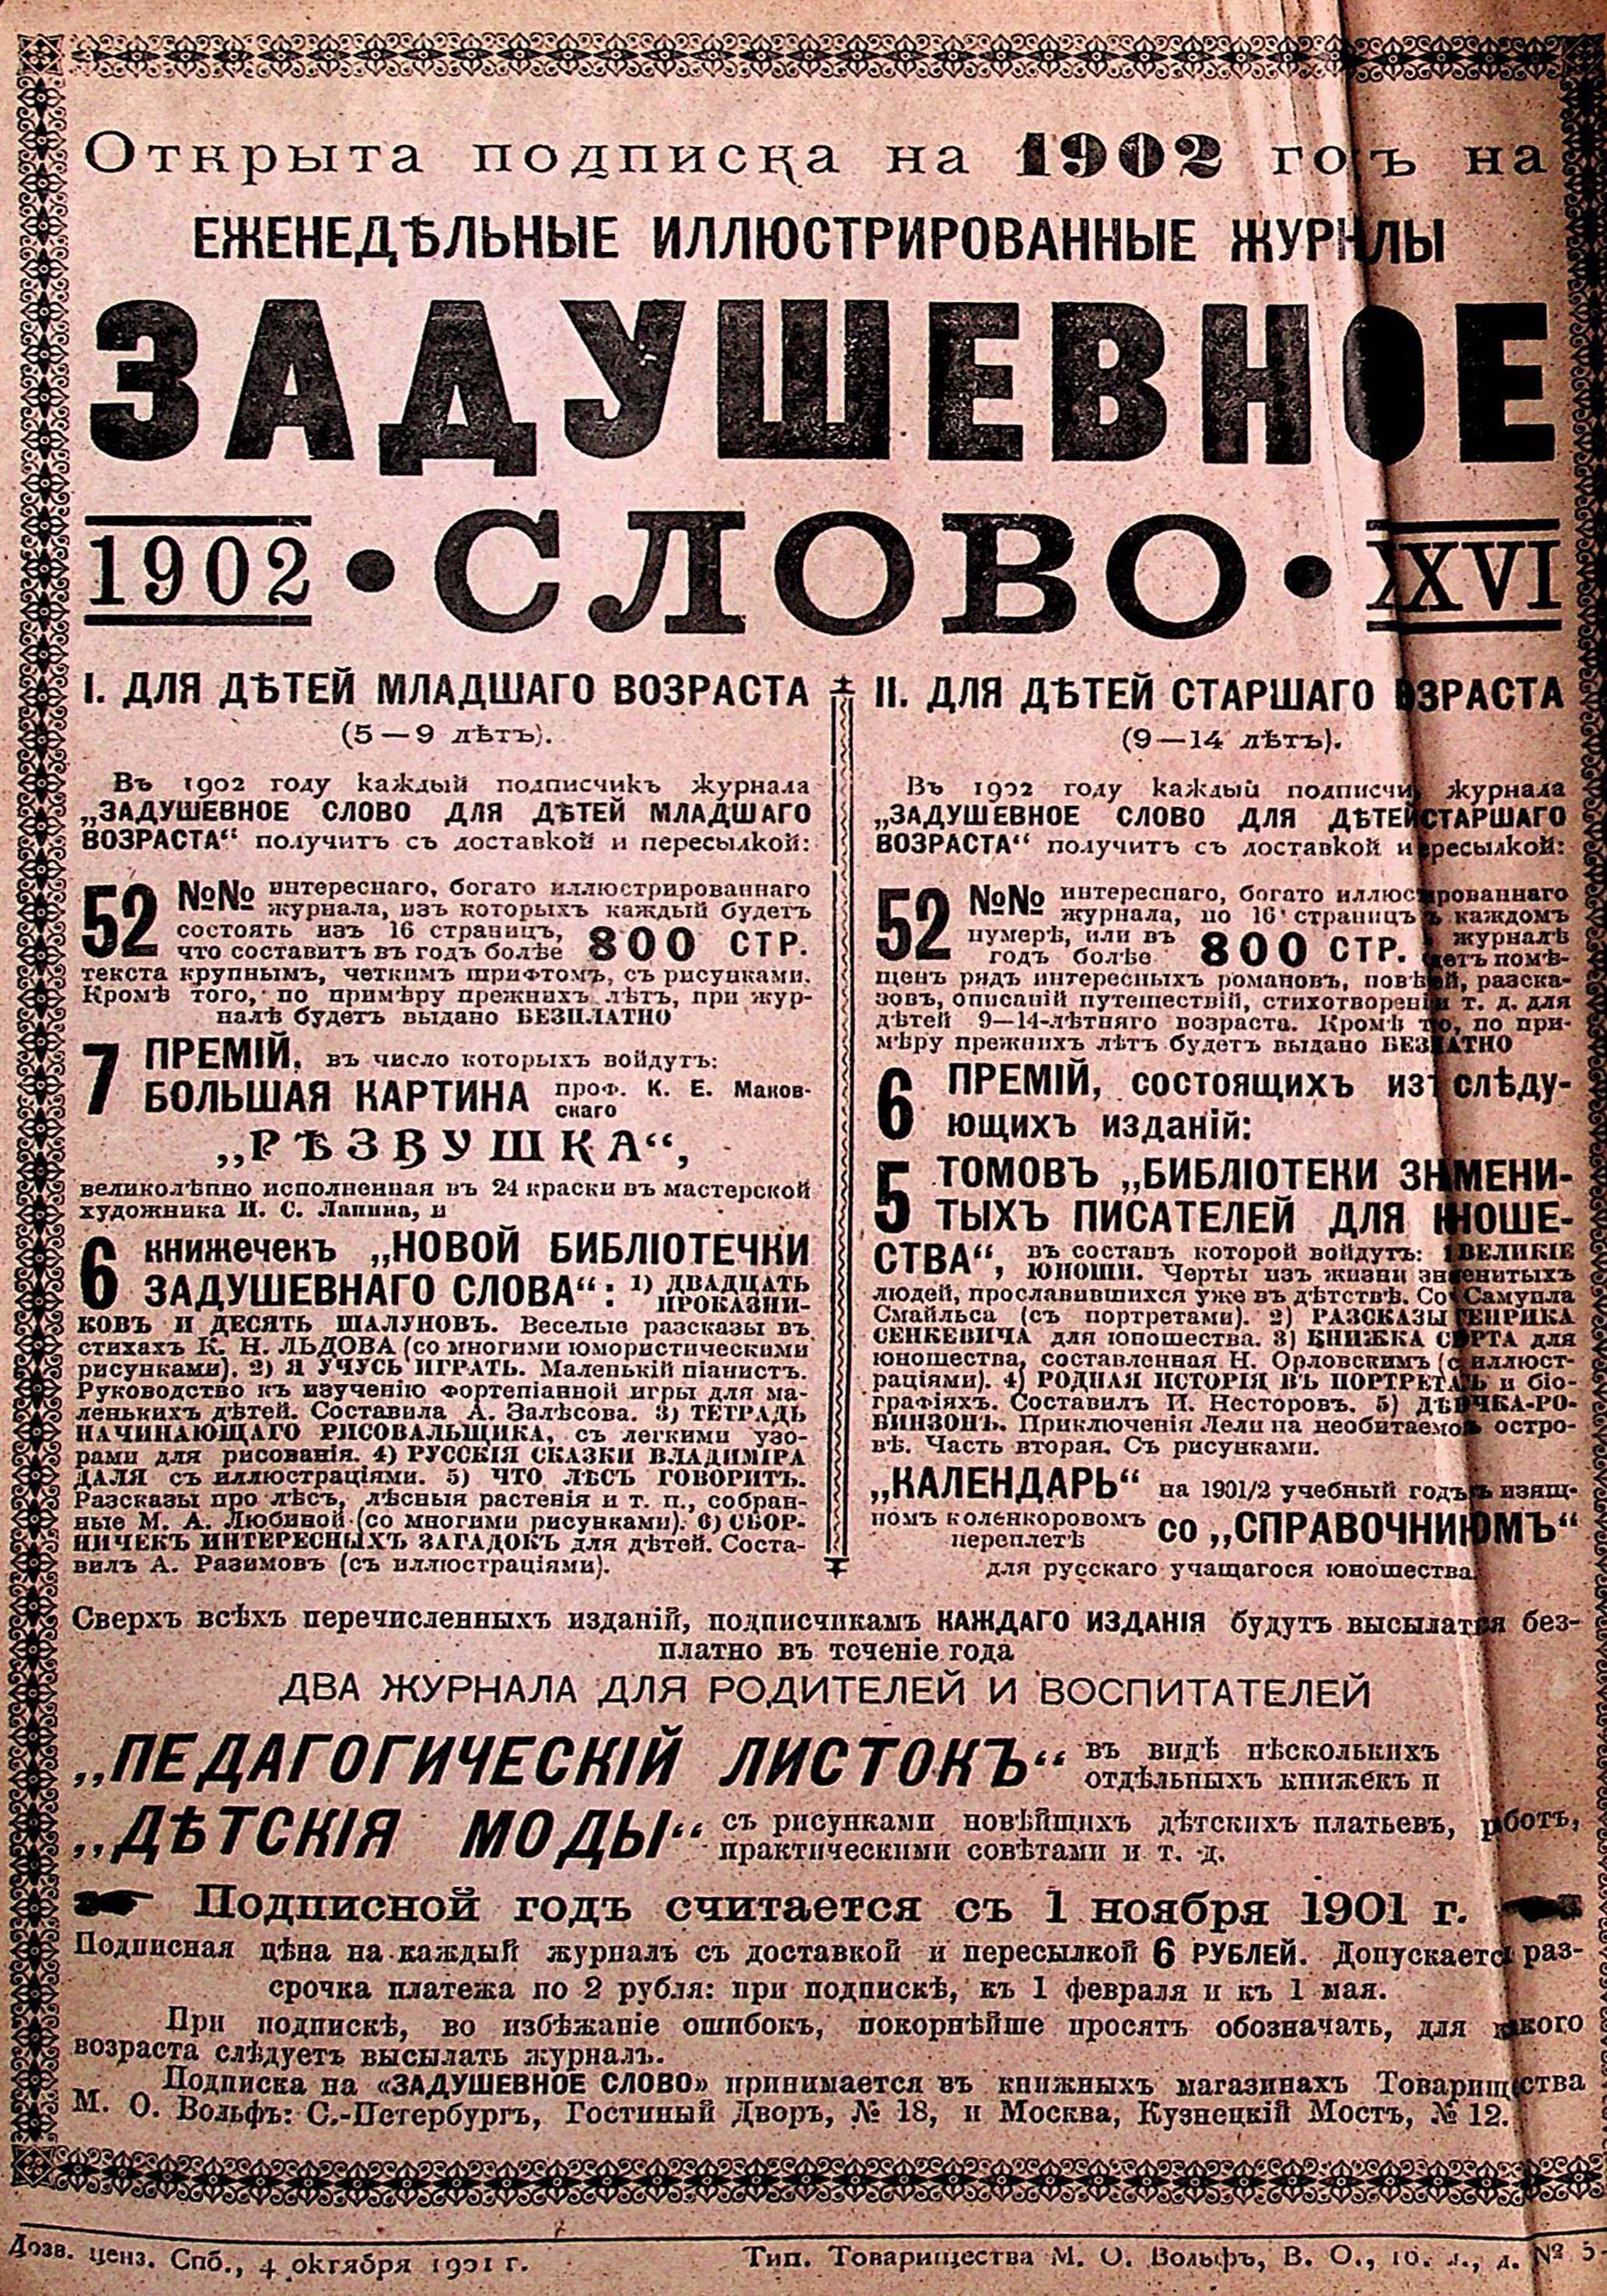 Открыта подписка на 1902 гоъ на
ЕЖЕНЕДѢЛЬНЫЕ ИЛЛЮСТРИРОВАННЫЕ ЖУРНЛЫ
ЗАДУШЕВНОЕ
1902 • СЛОВО • XXVI
I. ДЛЯ ДѢТЕЙ МЛАДШАГО ВОЗРАСТА
(5—9 лѣтъ).
Въ 1902 году каждый подписчикъ журнала
„ЗАДУШЕВНОЕ СЛОВО ДЛЯ ДѢТЕЙ МЛАДШАГО
ВОЗРАСТА“ получитъ съ доставкой и пересылкой:
52 №№ интереснаго, богато иллюстрированнаго
журнала, изъ которыхъ каждый будетъ
состоять изъ 16 страницъ,
что составитъ въ годъ болѣе 800 СТР.
текста крупнымъ, четкимъ шрифтомъ, съ рисунками.
Кромѣ того, по примѣру прежнихъ лѣтъ, при жур-
налѣ будетъ выдано БЕЗПЛАТНО
7 ПРЕМІЙ, въ число которыхъ войдутъ:
БОЛЬШАЯ КАРТИНА проф. К. Е. Маков-
скаго
„РѢЗВУШКА“,
великолѣпно исполненная въ 24 краски въ мастерской
художника И. С. Лапина, и
6 книжечекъ „НОВОЙ БИБЛІОТЕЧКИ
ЗАДУШЕВНАГО СЛОВА“: 1) ДВАДЦАТЬ
ПРОКАЗНИ-
КОВЪ И ДЕСЯТЬ ШАЛУНОВЪ. Веселые разсказы въ
стихахъ К. Н. ЛЬДОВА (со многими юмористическими
рисунками). 2) Я УЧУСЬ ИГРАТЬ. Маленькій піанистъ.
Руководство къ изученію фортепіанной игры для ма-
ленькихъ дѣтей. Составила А. Залѣсова. 3) ТЕТРАДЬ
НАЧИНАЮЩАГО РИСОВАЛЬЩИКА, съ легкими узо-
рами для рисованія. 4) РУССКІЯ СКАЗКИ ВЛАДИМІРА
ДАЛЯ съ иллюстраціями. 5) ЧТО ЛѢСЪ ГОВОРИТЪ.
Разсказы про лѣсъ, лѣсныя растенія и т. п., собран-
ные М. А. Любиной (со многими рисунками). 6) СБОР-
НИЧЕКЪ ИНТЕРЕСНЫХЪ ЗАГАДОКЪ для дѣтей. Соста-
вилъ А. Разимовъ (съ иллюстраціями).
II. ДЛЯ ДѢТЕЙ СТАРШАГО ВЗРАСТА
(9—14 лѣтъ).
Въ 1902 году каждый подписчи журнала
„ЗАДУШЕВНОЕ СЛОВО ДЛЯ ДѢТЕЙ СТАРШАГО
ВОЗРАСТА“ получитъ съ доставкой и ересылкой:
52 №№ интереснаго, богато иллюстрированнаго
журнала, по 16 страницъ въ каждомъ
нумерѣ, или въ
годъ болѣе 800 СТР. журналѣ
етъ помѣ-
щенъ рядъ интересныхъ романовъ, повѣей, разска-
зовъ, описаній путешествій, стихотвореній т. д. для
дѣтей 9—14-лѣтняго возраста. Кромѣ то, по при-
мѣру прежнихъ лѣтъ будетъ выдано БЕЗЛАТНО
6 ПРЕМІЙ, состоящихъ изъ слѣду-
ющихъ изданій:
5 ТОМОВЪ „БИБЛІОТЕКИ ЗНМЕНИ-
ТЫХЪ ПИСАТЕЛЕЙ ДЛЯ ЮНОШЕ-
СТВА“, въ составъ которой войдутъ: 1 ВЕЛИКІЕ
ЮНОШИ. Черты изъ жизни знаенитыхъ
людей, прославившихся уже въ дѣтствѣ. Со Самуила
Смайльса (съ портретами). 2) РАЗСКАЗЫ ГЕНРИКА
СЕНКЕВИЧА для юношества. 3) КНИЖКА СОРТА для
юношества, составленная Н. Орловскимъ (с иллюст-
раціями). 4) РОДНАЯ ИСТОРІЯ ВЪ ПОРТРЕТАЪ и біо-
графіяхъ. Составилъ И. Несторовъ. 5) ДѢВЧКА-РО-
БИНЗОНЪ. Приключенія Лели на необитаемо остро-
вѣ. Часть вторая. Съ рисунками.
„КАЛЕНДАРЬ“ на 1901/2 учебный годъ въ изящ-
номъ коленкоровомъ
переплетѣ со „СПРАВОЧНИКОМЪ“
для русскаго учащагося юношества.
Сверхъ всѣхъ перечисленныхъ изданій, подписчикамъ КАЖДАГО ИЗДАНІЯ будутъ высылатся без-
платно въ теченіе года
ДВА ЖУРНАЛА ДЛЯ РОДИТЕЛЕЙ И ВОСПИТАТЕЛЕЙ
„ПЕДАГОГИЧЕСКІЙ ЛИСТОКЪ“ въ видѣ нѣсколькихъ
отдѣльныхъ книжекъ и
„ДѢТСКІЯ МОДЫ“ съ рисунками новѣйшихъ дѣтскихъ платьевъ, рботъ,
практическими совѣтами и т. д.
Подписной годъ считается съ 1 ноября 1901 г.
Подписная цѣна на каждый журналъ съ доставкой и пересылкой 6 РУБЛЕЙ. Допускаетс раз-
срочка платежа по 2 рубля: при подпискѣ, къ 1 февраля и къ 1 мая.
При подпискѣ, во избѣжаніе ошибокъ, покорнѣйше просятъ обозначать, для какого
возраста слѣдуетъ высылать журналъ.
Подписка на «ЗАДУШЕВНОЕ СЛОВО» принимается въ книжныхъ магазинахъ Товарищства
М. О. Вольфъ: С.-Петербургъ, Гостиный Дворъ, № 18, и Москва, Кузнецкій Мостъ, № 12.
Дозв. ценз. Спб., 4 октября 1901 г.
Тип. Товарищества М. О. Вольфъ, В. О., 16. л., д. № 5-